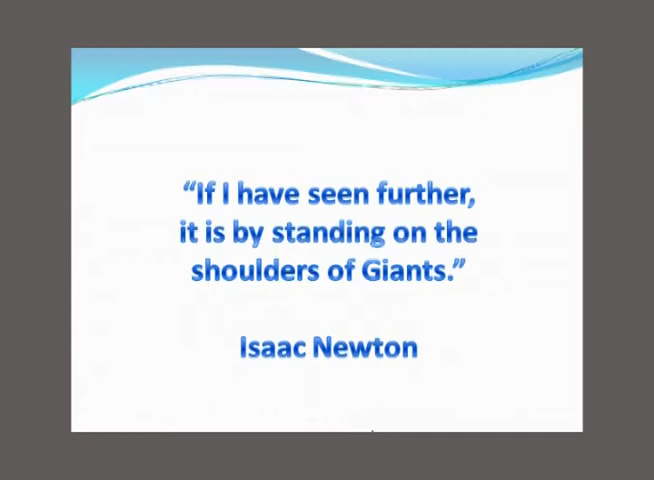 “If I have seen further,
it is by standing on the
shoulders of Giants.”
Isaac Newton